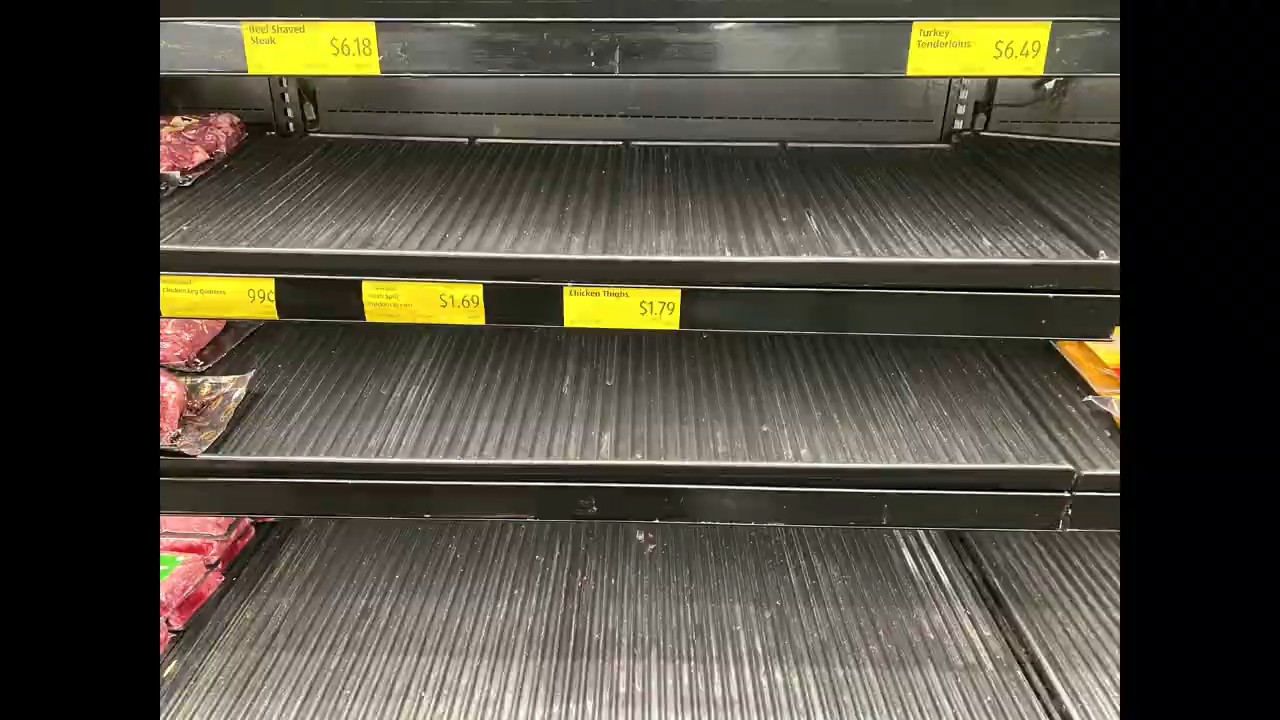 Beef Shaved
Steak
$6.18
Turkey
Tenderloins
$6.49
Chicken Leg Quarters
99¢
$1.69
Chicken Thighs
$1.79